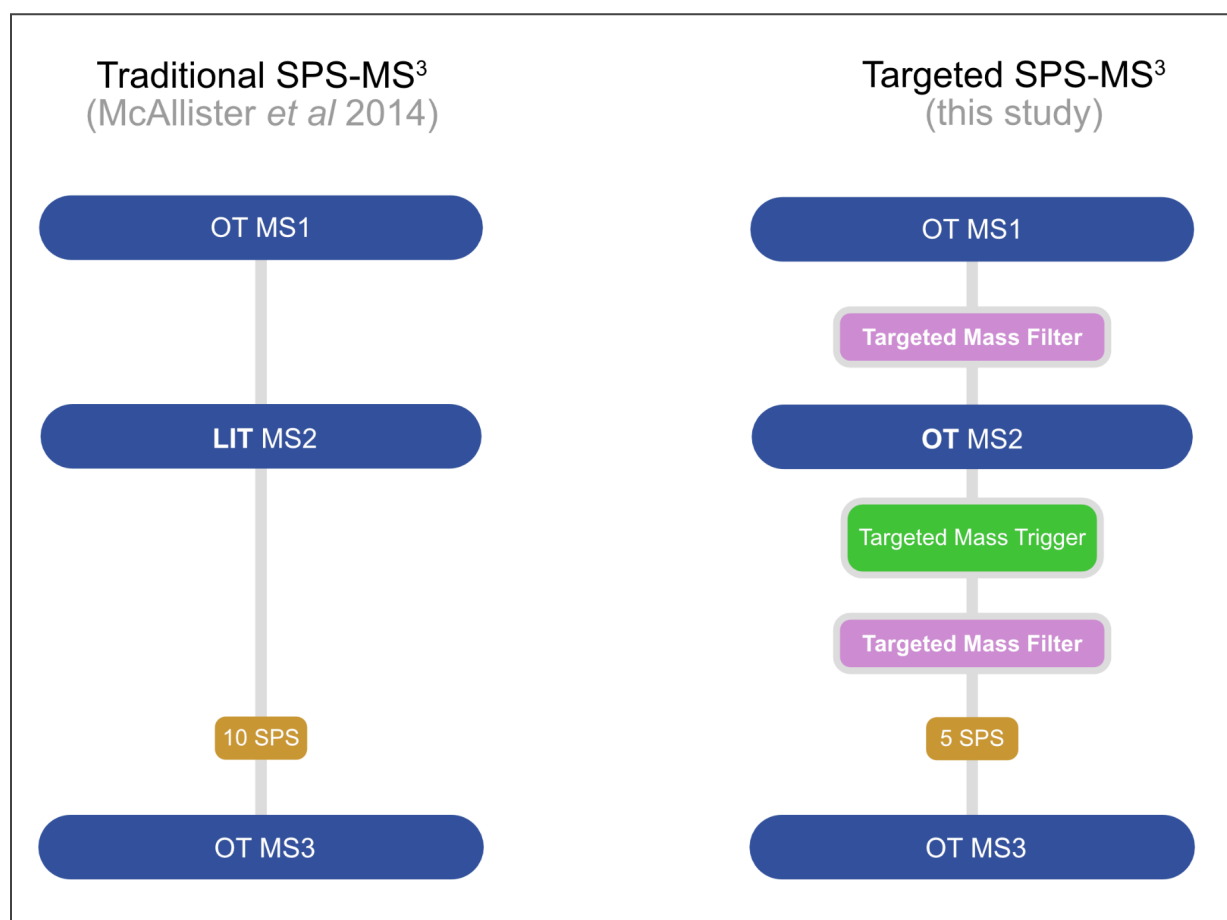 Traditional SPS-MS³
(McAllister et al 2014)
OT MS1
LIT MS2
10 SPS
OT MS3
Targeted SPS-MS³
(this study)
OT MS1
Targeted Mass Filter
OT MS2
Targeted Mass Trigger
Targeted Mass Filter
5 SPS
OT MS3